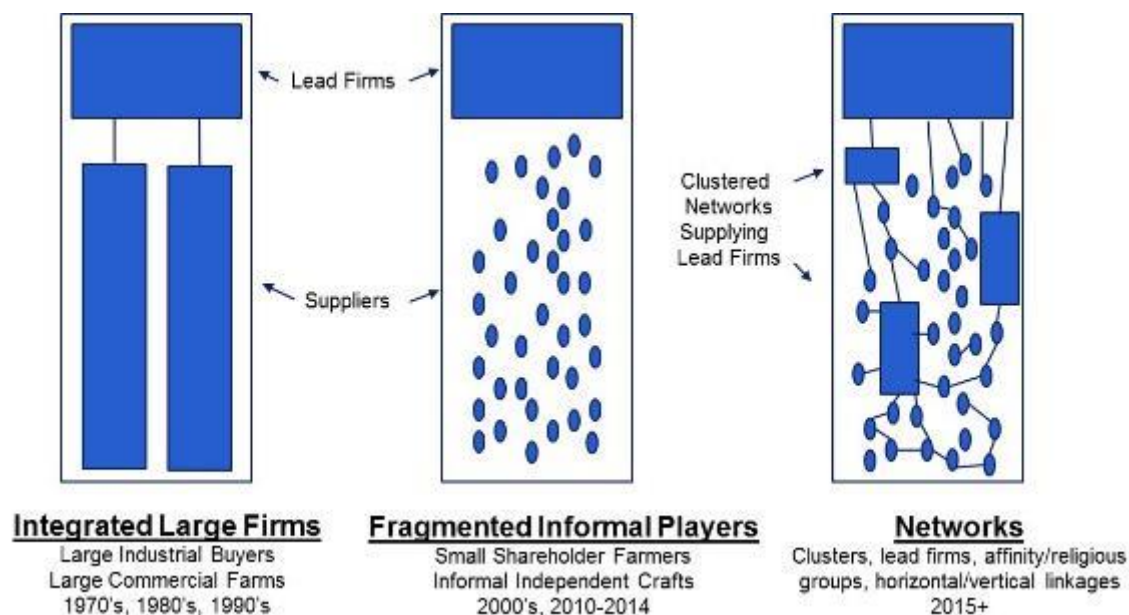 Lead Firms
Suppliers
Clustered
Networks
Supplying
Lead Firms
Integrated Large Firms
Large Industrial Buyers
Large Commercial Farms
1970's, 1980's, 1990's
Fragmented Informal Players
Small Shareholder Farmers
Informal Independent Crafts
2000's, 2010-2014
Networks
Clusters, lead firms, affinity/religious
groups, horizontal/vertical linkages
2015+